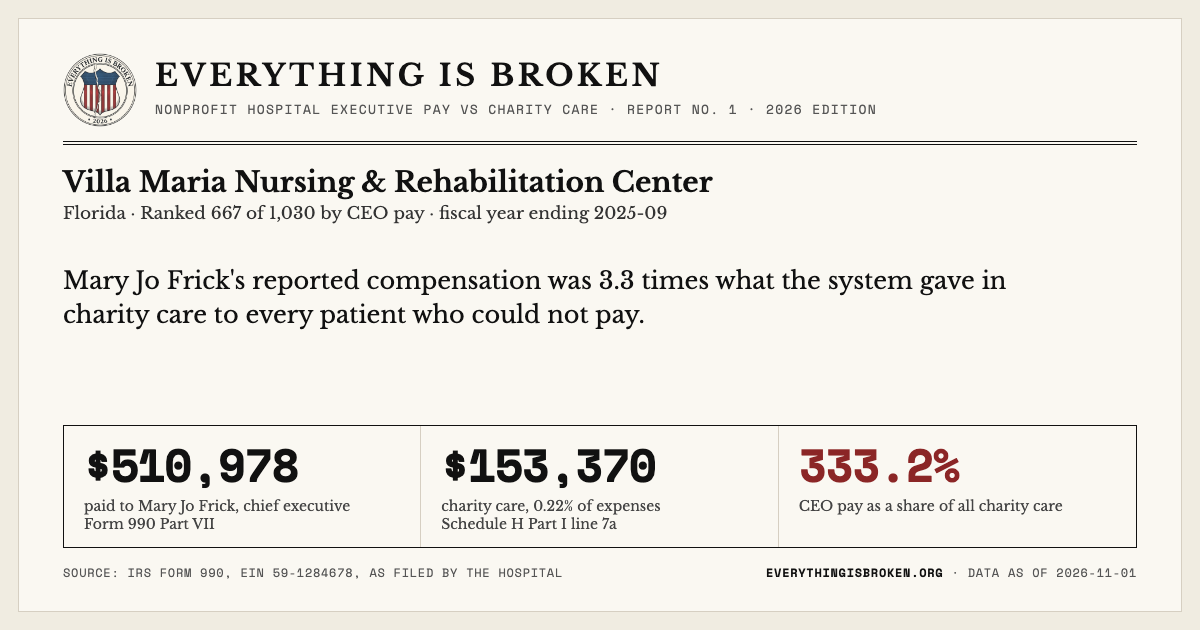 EVERYTHING IS BROKEN
2026
EVERYTHING IS BROKEN
NONPROFIT HOSPITAL EXECUTIVE PAY VS CHARITY CARE · REPORT NO. 1 · 2026 EDITION
Villa Maria Nursing & Rehabilitation Center
Florida · Ranked 667 of 1,030 by CEO pay · fiscal year ending 2025-09
Mary Jo Frick's reported compensation was 3.3 times what the system gave in
charity care to every patient who could not pay.
$510,978
paid to Mary Jo Frick, chief executive
Form 990 Part VII
$153,370
charity care, 0.22% of expenses
Schedule H Part I line 7a
333.2%
CEO pay as a share of all charity care
SOURCE: IRS FORM 990, EIN 59-1284678, AS FILED BY THE HOSPITAL
EVERYTHINGISBROKEN.ORG · DATA AS OF 2026-11-01